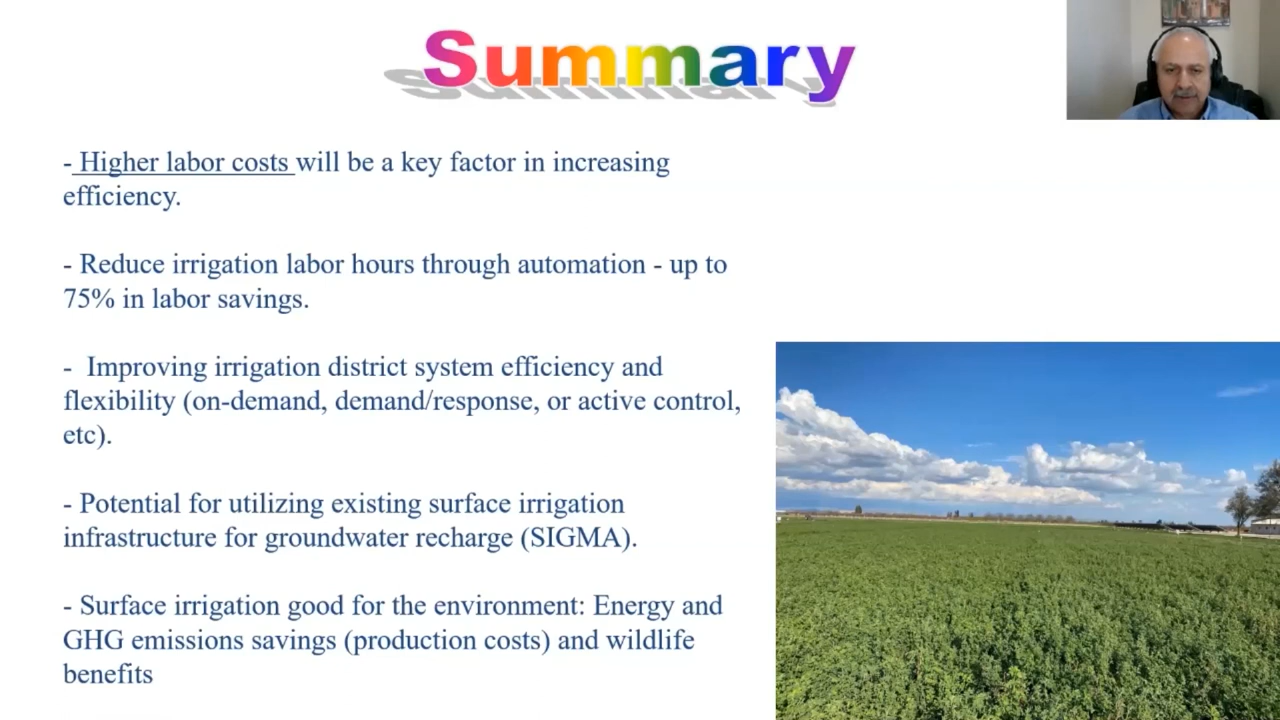 Summary
- Higher labor costs will be a key factor in increasing
efficiency.
- Reduce irrigation labor hours through automation - up to
75% in labor savings.
-  Improving irrigation district system efficiency and
flexibility (on-demand, demand/response, or active control,
etc).
- Potential for utilizing existing surface irrigation
infrastructure for groundwater recharge (SIGMA).
- Surface irrigation good for the environment: Energy and
GHG emissions savings (production costs) and wildlife
benefits